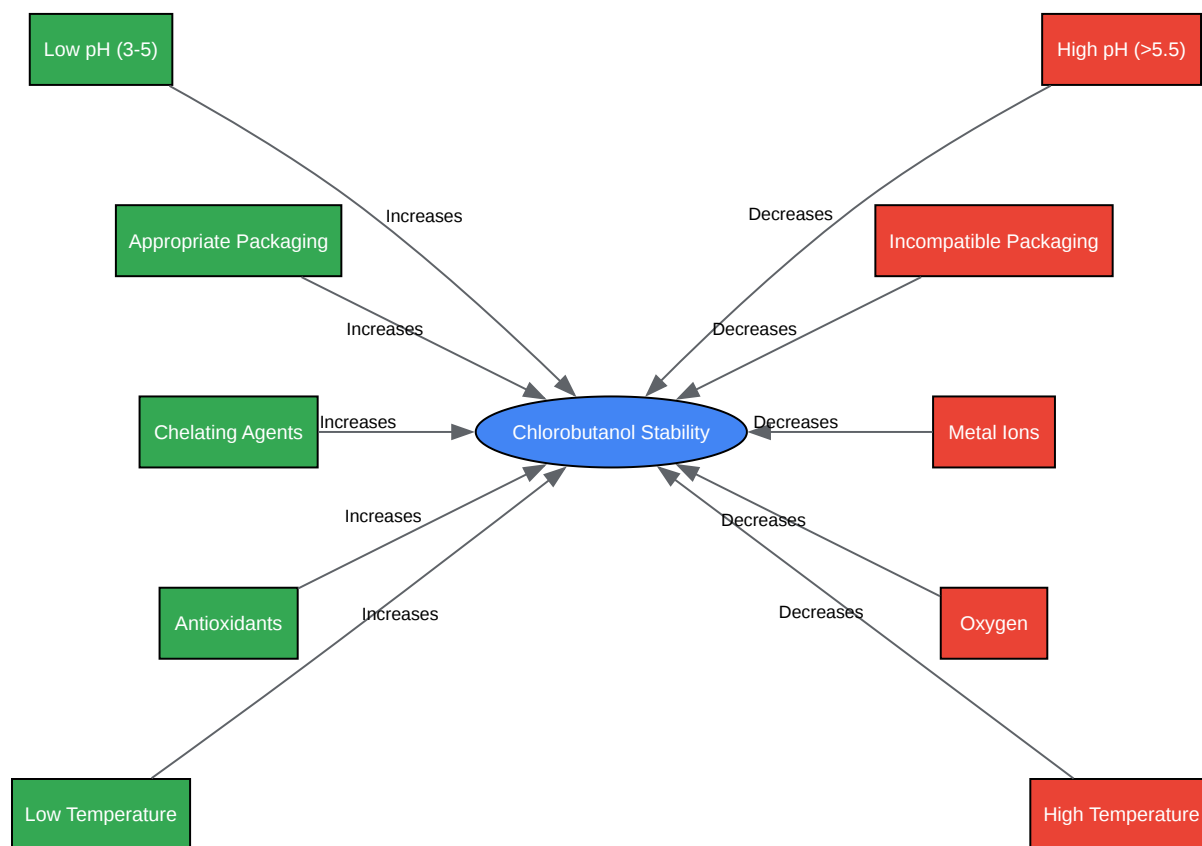 Low pH (3-5)
High pH (>5.5)
Increases
Decreases
Appropriate Packaging
Incompatible Packaging
Increases
Decreases
Chelating Agents
Increases
Chlorobutanol Stability
Decreases
Metal Ions
Increases
Decreases
Antioxidants
Increases
Decreases
Oxygen
Low Temperature
High Temperature